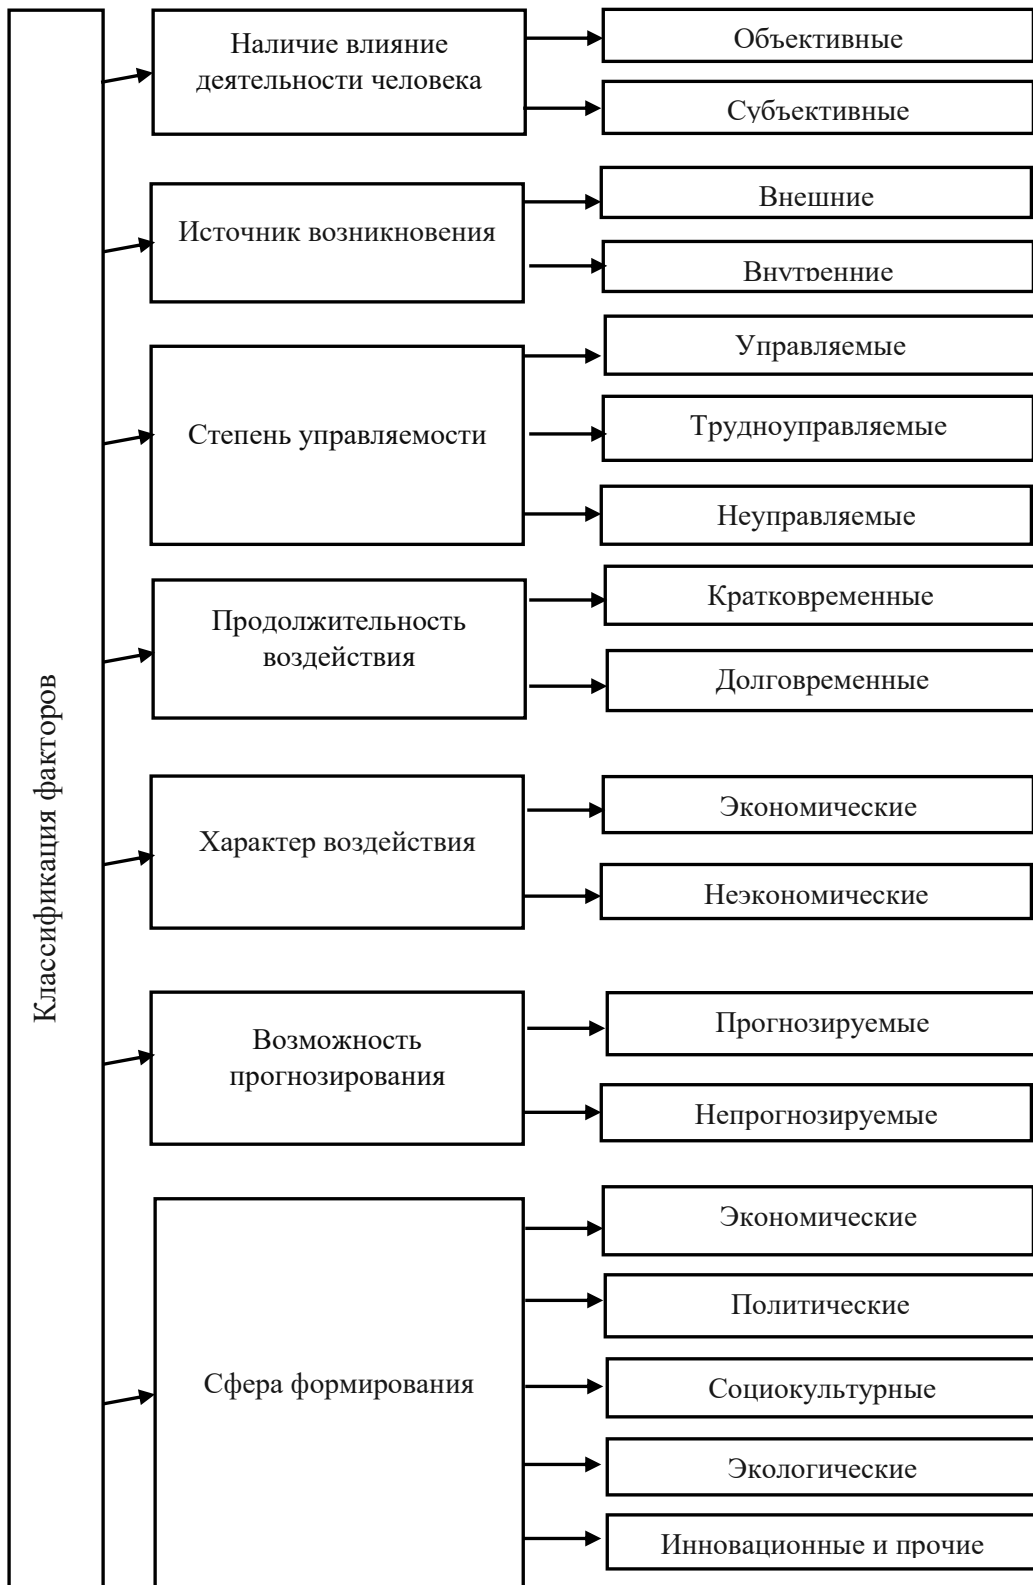 Классификация факторов
Наличие влияние
деятельности человека
Объективные
Субъективные
Источник возникновения
Внешние
Внутренние
Степень управляемости
Управляемые
Трудноуправляемые
Неуправляемые
Продолжительность
воздействия
Кратковременные
Долговременные
Характер воздействия
Экономические
Неэкономические
Возможность
прогнозирования
Прогнозируемые
Непрогнозируемые
Сфера формирования
Экономические
Политические
Социокультурные
Экологические
Инновационные и прочие